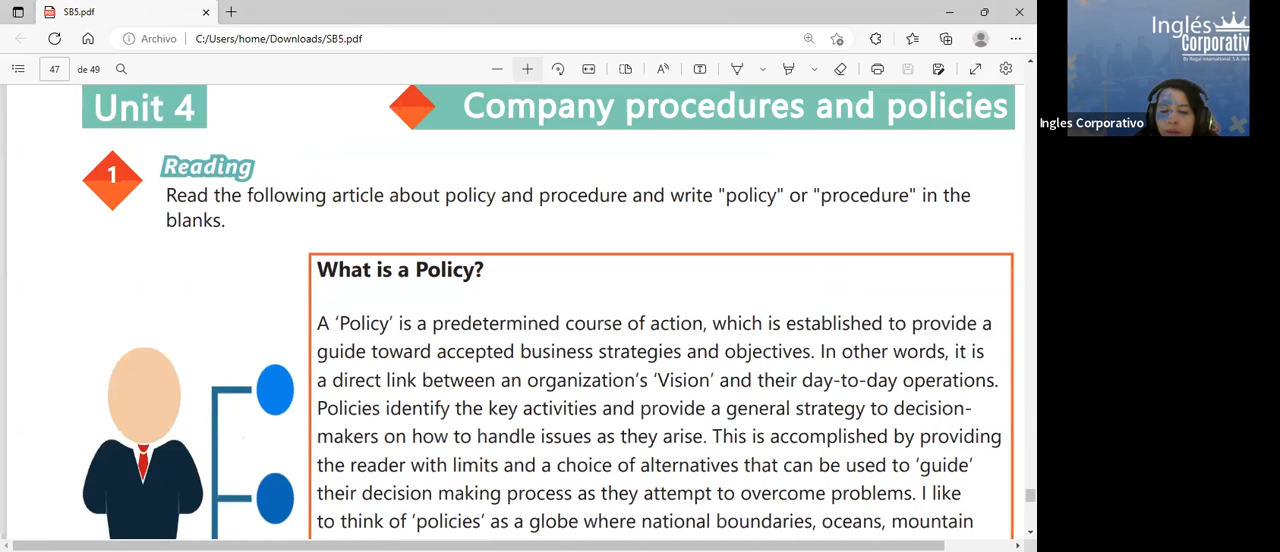 SB5.pdf
Archivo C:/Users/home/Downloads/SB5.pdf
47 de 49
Unit 4
Company procedures and policies
1
Reading
Read the following article about policy and procedure and write "policy" or "procedure" in the
blanks.
What is a Policy?
A ‘Policy’ is a predetermined course of action, which is established to provide a
guide toward accepted business strategies and objectives. In other words, it is
a direct link between an organization’s ‘Vision’ and their day-to-day operations.
Policies identify the key activities and provide a general strategy to decision-
makers on how to handle issues as they arise. This is accomplished by providing
the reader with limits and a choice of alternatives that can be used to ‘guide’
their decision making process as they attempt to overcome problems. I like
to think of ‘policies’ as a globe where national boundaries, oceans, mountain
Inglés
Corporativ
Ingles Corporativo